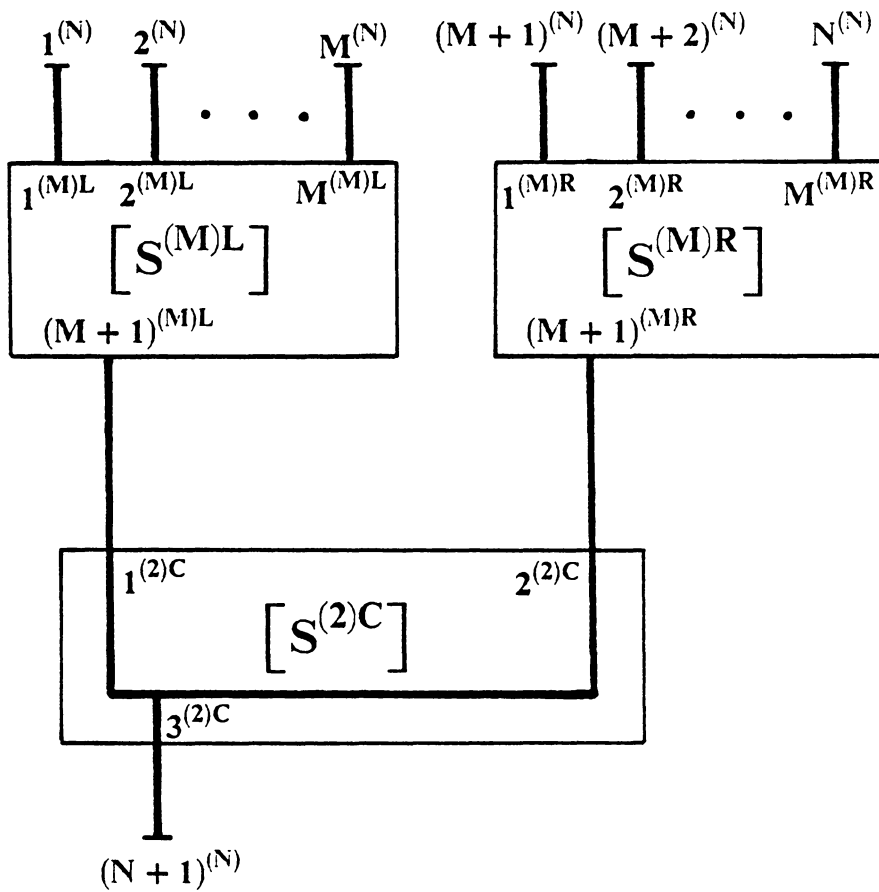 1^(N) 2^(N) M^(N) (M + 1)^(N) (M + 2)^(N) N^(N)
1^(M)L 2^(M)L M^(M)L 1^(M)R 2^(M)R M^(M)R
[S^(M)L] [S^(M)R]
(M + 1)^(M)L (M + 1)^(M)R
1^(2)C 2^(2)C
[S^(2)C]
3^(2)C
(N + 1)^(N)